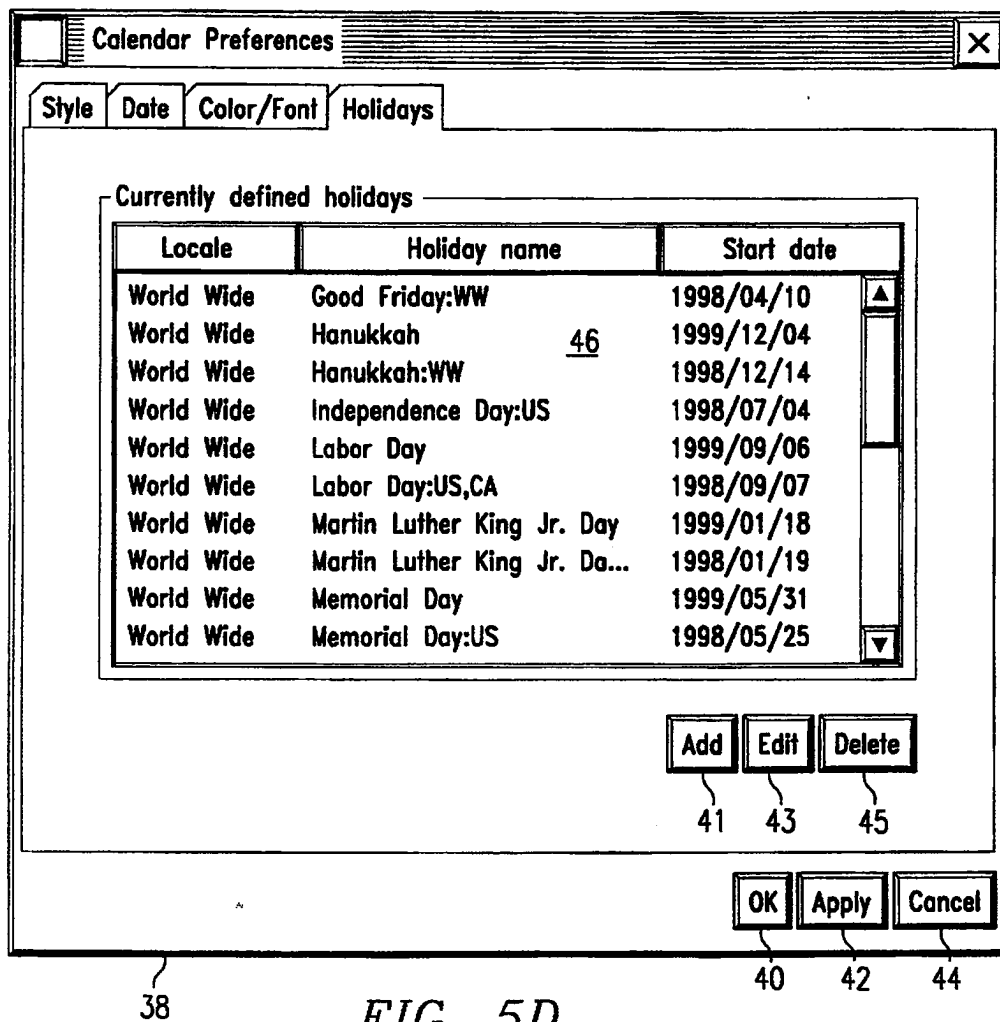 Calendar Preferences
Style Date Color/Font Holidays
Currently defined holidays
Locale Holiday name Start date
World Wide Good Friday:WW 1998/04/10
World Wide Hanukkah 1999/12/04
46
World Wide Hanukkah:WW 1998/12/14
World Wide Independence Day:US 1998/07/04
World Wide Labor Day 1999/09/06
World Wide Labor Day:US,CA 1998/09/07
World Wide Martin Luther King Jr. Day 1999/01/18
World Wide Martin Luther King Jr. Da... 1998/01/19
World Wide Memorial Day 1999/05/31
World Wide Memorial Day:US 1998/05/25
Add Edit Delete
41 43 45
OK Apply Cancel
40 42 44
38
FIG. 5D